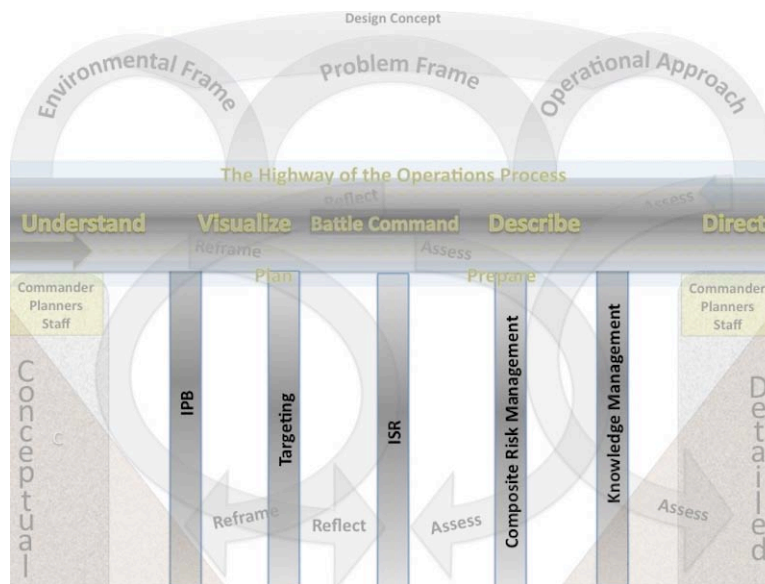 Design Concept
Environmental Frame
Problem Frame
Operational Approach
The Highway of the Operations Process
Reflect
Assess
Understand
Visualize
Battle Command
Describe
Direct
Reframe
Assess
Plan
Prepare
Commander
Planners
Staff
Commander
Planners
Staff
Conceptual
C
IPB
Targeting
ISR
Composite Risk Management
Knowledge Management
Detailed
Reframe
Reflect
Assess
Assess